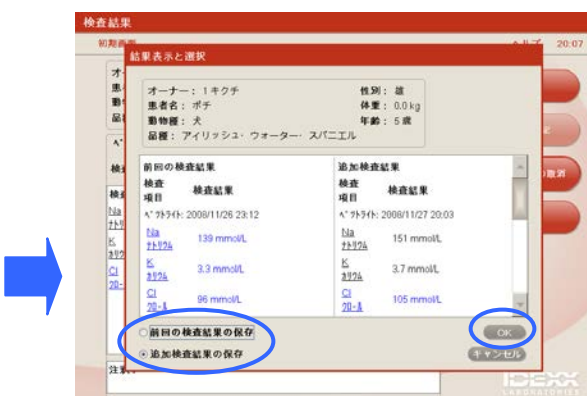 検査結果
初期画面
ヘルプ 20:07
結果表示と選択
オーナー： 1キクチ 性別： 雄
患者名： ポチ 体重： 0.0 kg
動物種： 犬 年齢： 5歳
品種： アイリッシュ・ウォーター・スパニエル
前回の検査結果 追加検査結果
検査項目 検査結果 検査項目 検査結果
ベットライト: 2008/11/26 23:12 ベットライト: 2008/11/27 20:03
Na ナトリウム 139 mmol/L Na ナトリウム 151 mmol/L
K カリウム 3.3 mmol/L K カリウム 3.7 mmol/L
Cl クロール 96 mmol/L Cl クロール 105 mmol/L
前回の検査結果の保存
OK
追加検査結果の保存
キャンセル
IDEXX
LABORATORIES